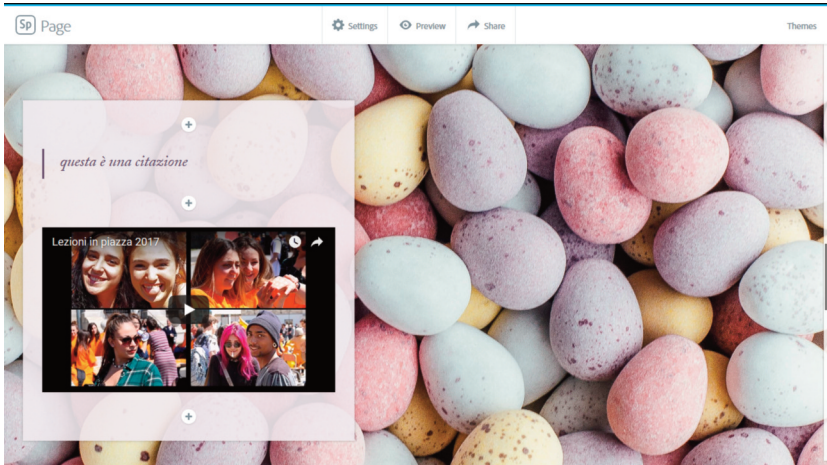 Sp Page
Settings
Preview
Share
Themes
questa è una citazione
Lezioni in piazza 2017